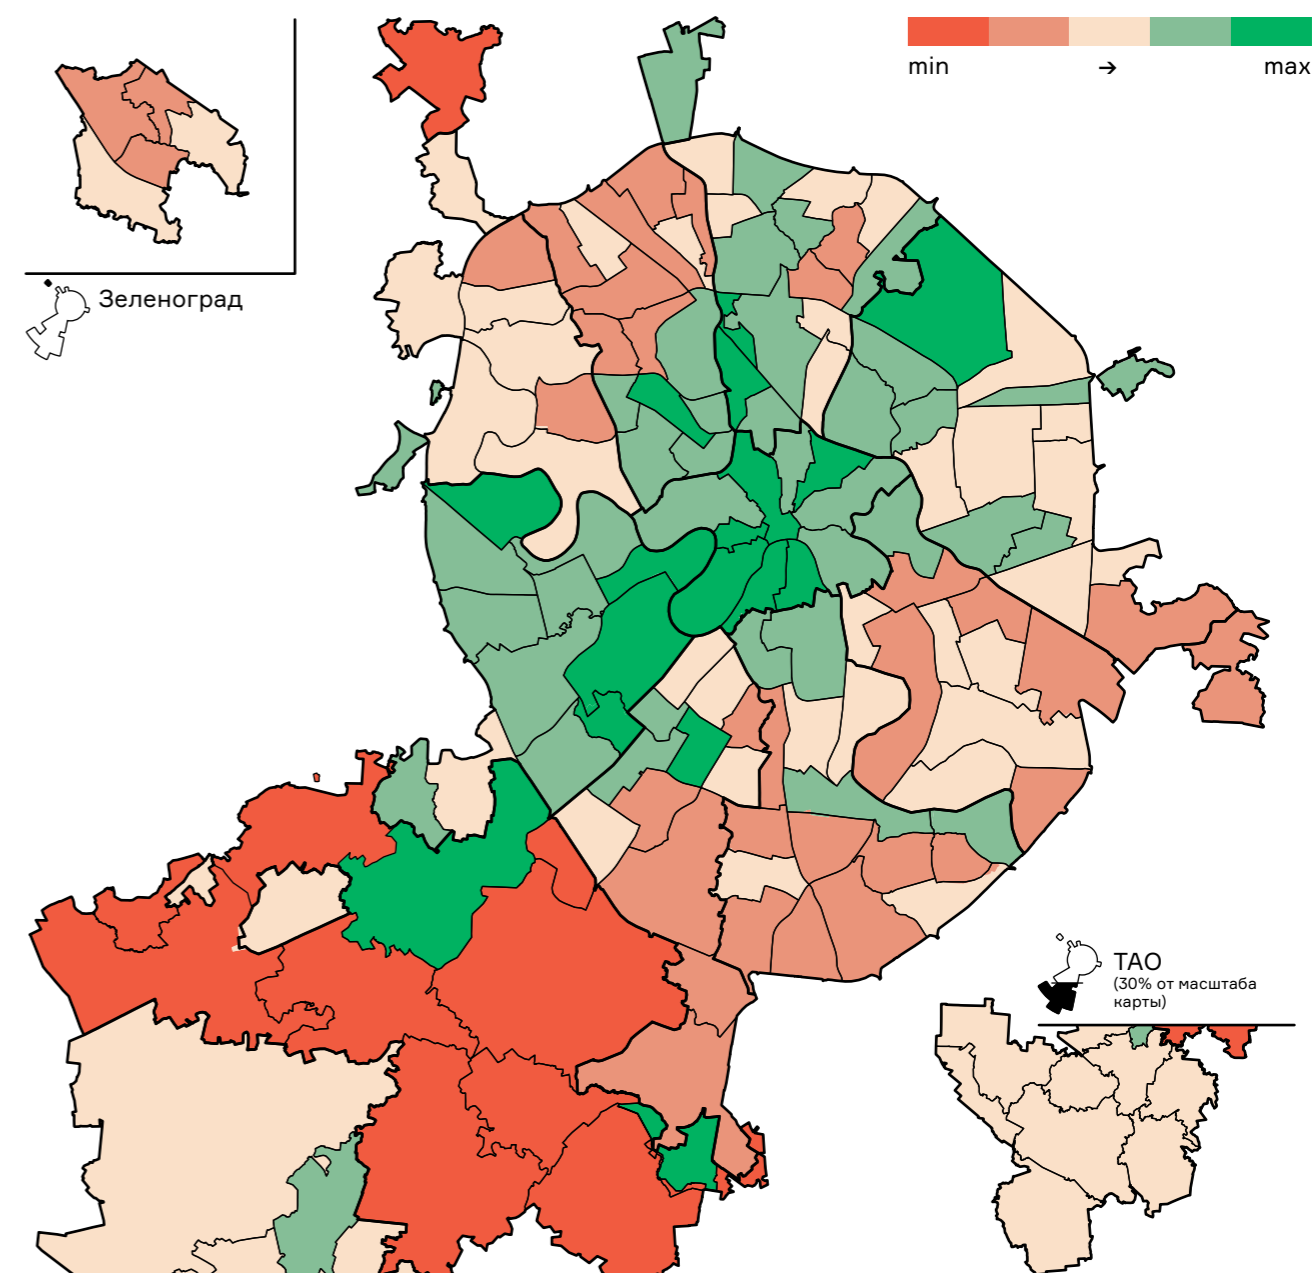 min → max
Зеленоград
ТАО
(30% от масштаба
карты)